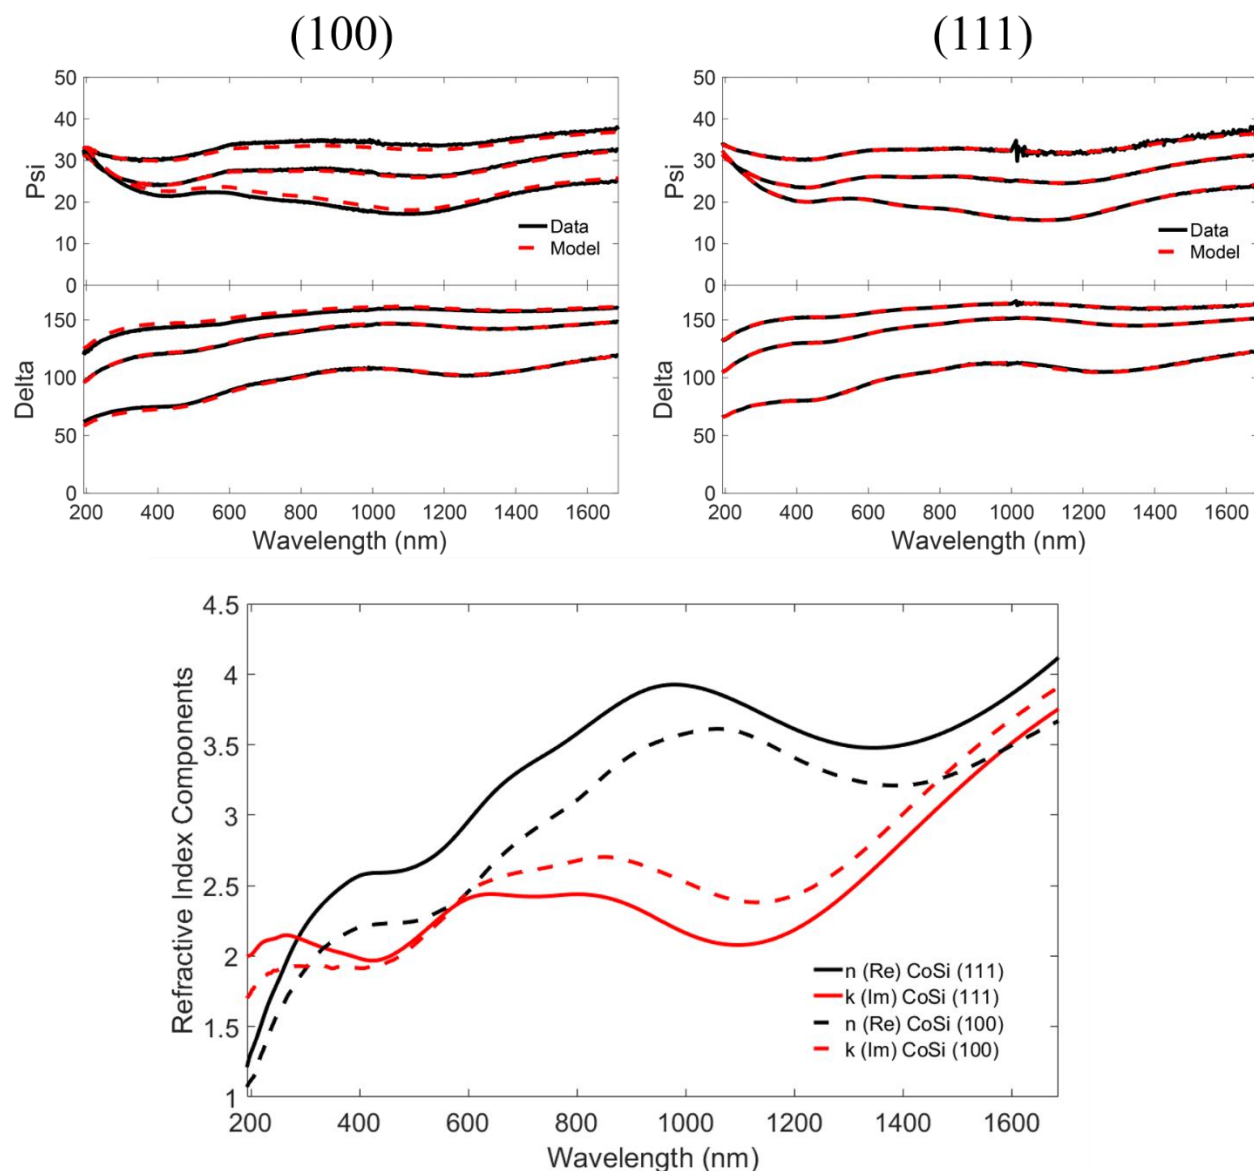 (100)
(111)
50
40
30
20
10
0
Psi
Data
Model
150
100
50
0
Delta
200 400 600 800 1000 1200 1400 1600
Wavelength (nm)
50
40
30
20
10
0
Psi
Data
Model
150
100
50
0
Delta
200 400 600 800 1000 1200 1400 1600
Wavelength (nm)
4.5
4
3.5
3
2.5
2
1.5
1
Refractive Index Components
n (Re) CoSi (111)
k (Im) CoSi (111)
n (Re) CoSi (100)
k (Im) CoSi (100)
200 400 600 800 1000 1200 1400 1600
Wavelength (nm)